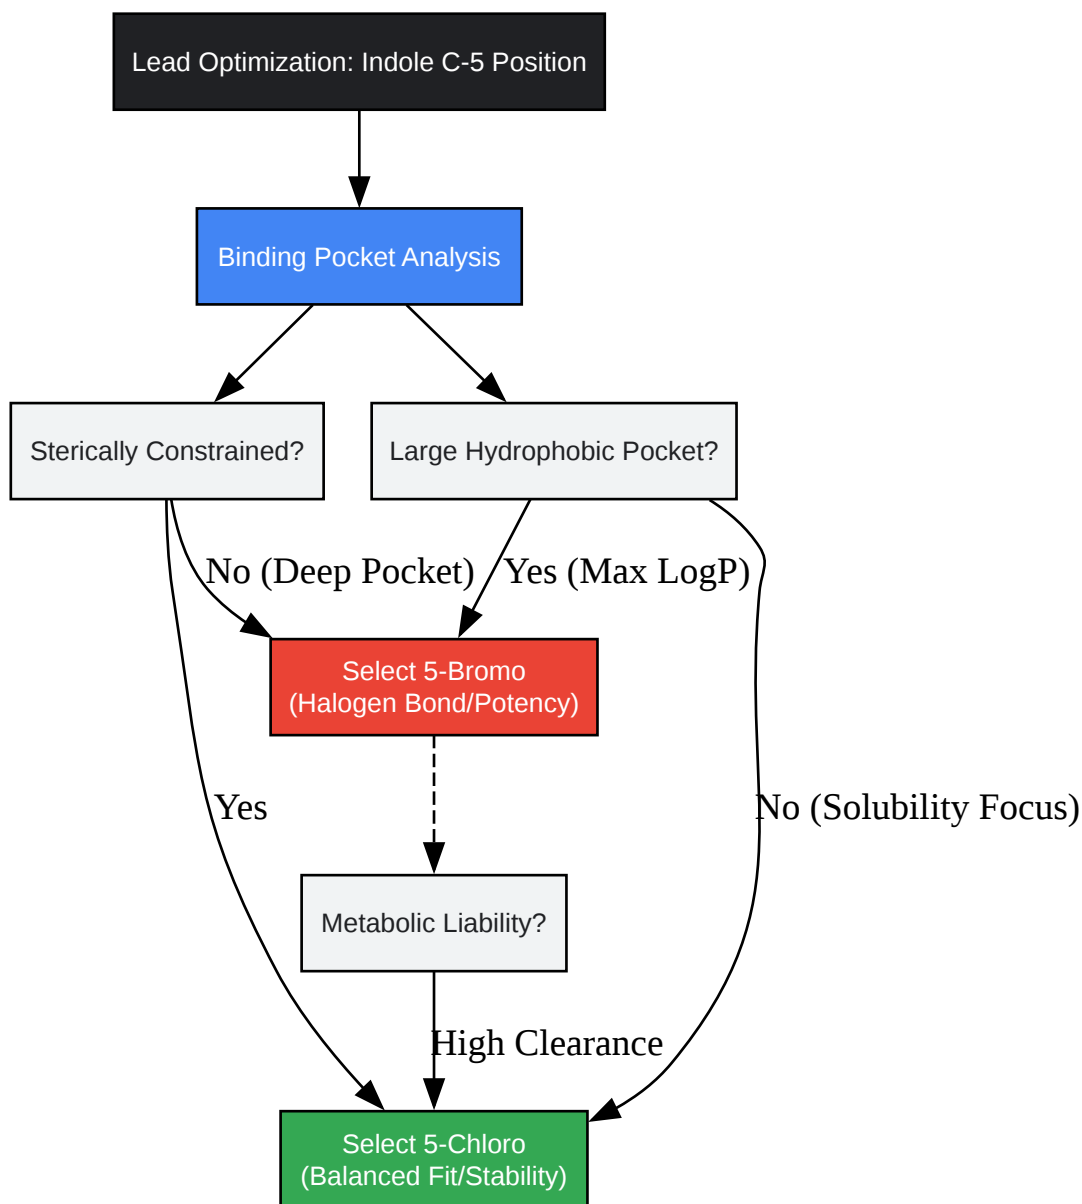 Lead Optimization: Indole C-5 Position
Binding Pocket Analysis
Sterically Constrained?
Large Hydrophobic Pocket?
No (Deep Pocket)
Yes (Max LogP)
Select 5-Bromo
(Halogen Bond/Potency)
Yes
No (Solubility Focus)
Metabolic Liability?
High Clearance
Select 5-Chloro
(Balanced Fit/Stability)